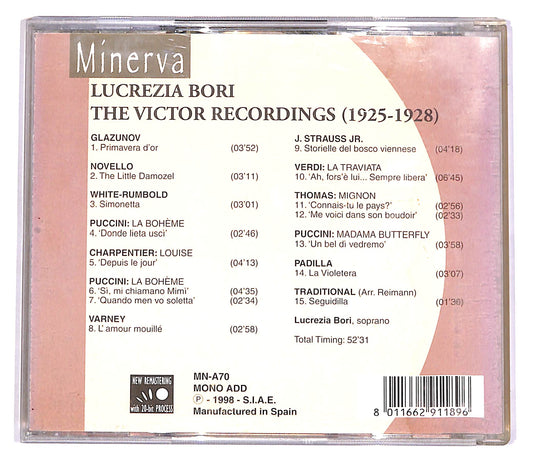 Minerva
LUCREZIA BORI
THE VICTOR RECORDINGS (1925-1928)
GLAZUNOV
1. Primavera d'or (03'52)
NOVELLO
2. The Little Damozel (03'11)
WHITE-RUMBOLD
3. Simonetta (03'01)
PUCCINI: LA BOHÈME
4. 'Donde lieta uscì' (02'46)
CHARPENTIER: LOUISE
5. 'Depuis le jour' (04'13)
PUCCINI: LA BOHÈME
6. 'Sì, mi chiamano Mimì' (04'35)
7. 'Quando men vo soletta' (02'34)
VARNEY
8. L'amour mouillé (02'58)
J. STRAUSS JR.
9. Storielle del bosco viennese (04'18)
VERDI: LA TRAVIATA
10. 'Ah, fors'è lui... Sempre libera' (06'45)
THOMAS: MIGNON
11. 'Connais-tu le pays?' (02'56)
12. 'Me voici dans son boudoir' (02'33)
PUCCINI: MADAMA BUTTERFLY
13. 'Un bel dì vedremo' (03'58)
PADILLA
14. La Violetera (03'07)
TRADITIONAL (Arr. Reimann)
15. Seguidilla (01'36)
Lucrezia Bori, soprano
Total Timing: 52'31
NEW REMASTERING
with 20-bit PROCESS
MN-A70
MONO ADD
℗ - 1998 - S.I.A.E.
Manufactured in Spain
8 011662 911896